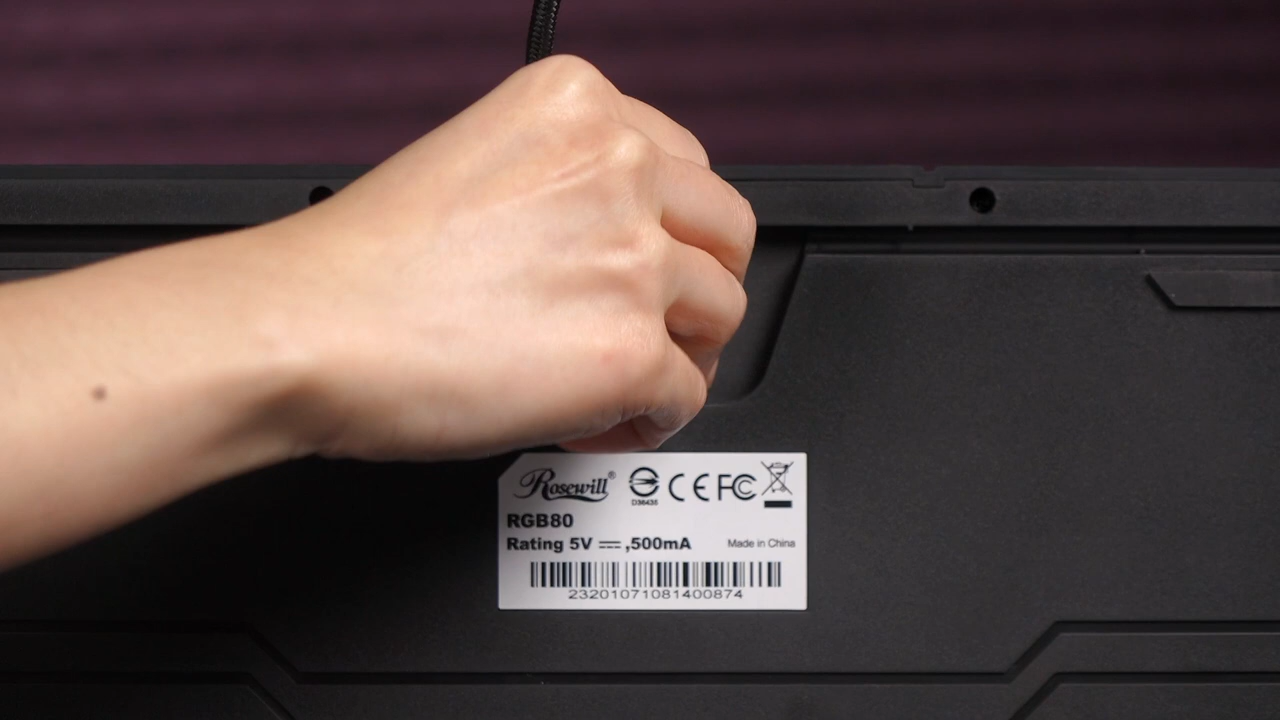 Rosewill®
D36435
CE FC
RGB80
Rating 5V ⎓ ,500mA
Made in China
23201071081400874